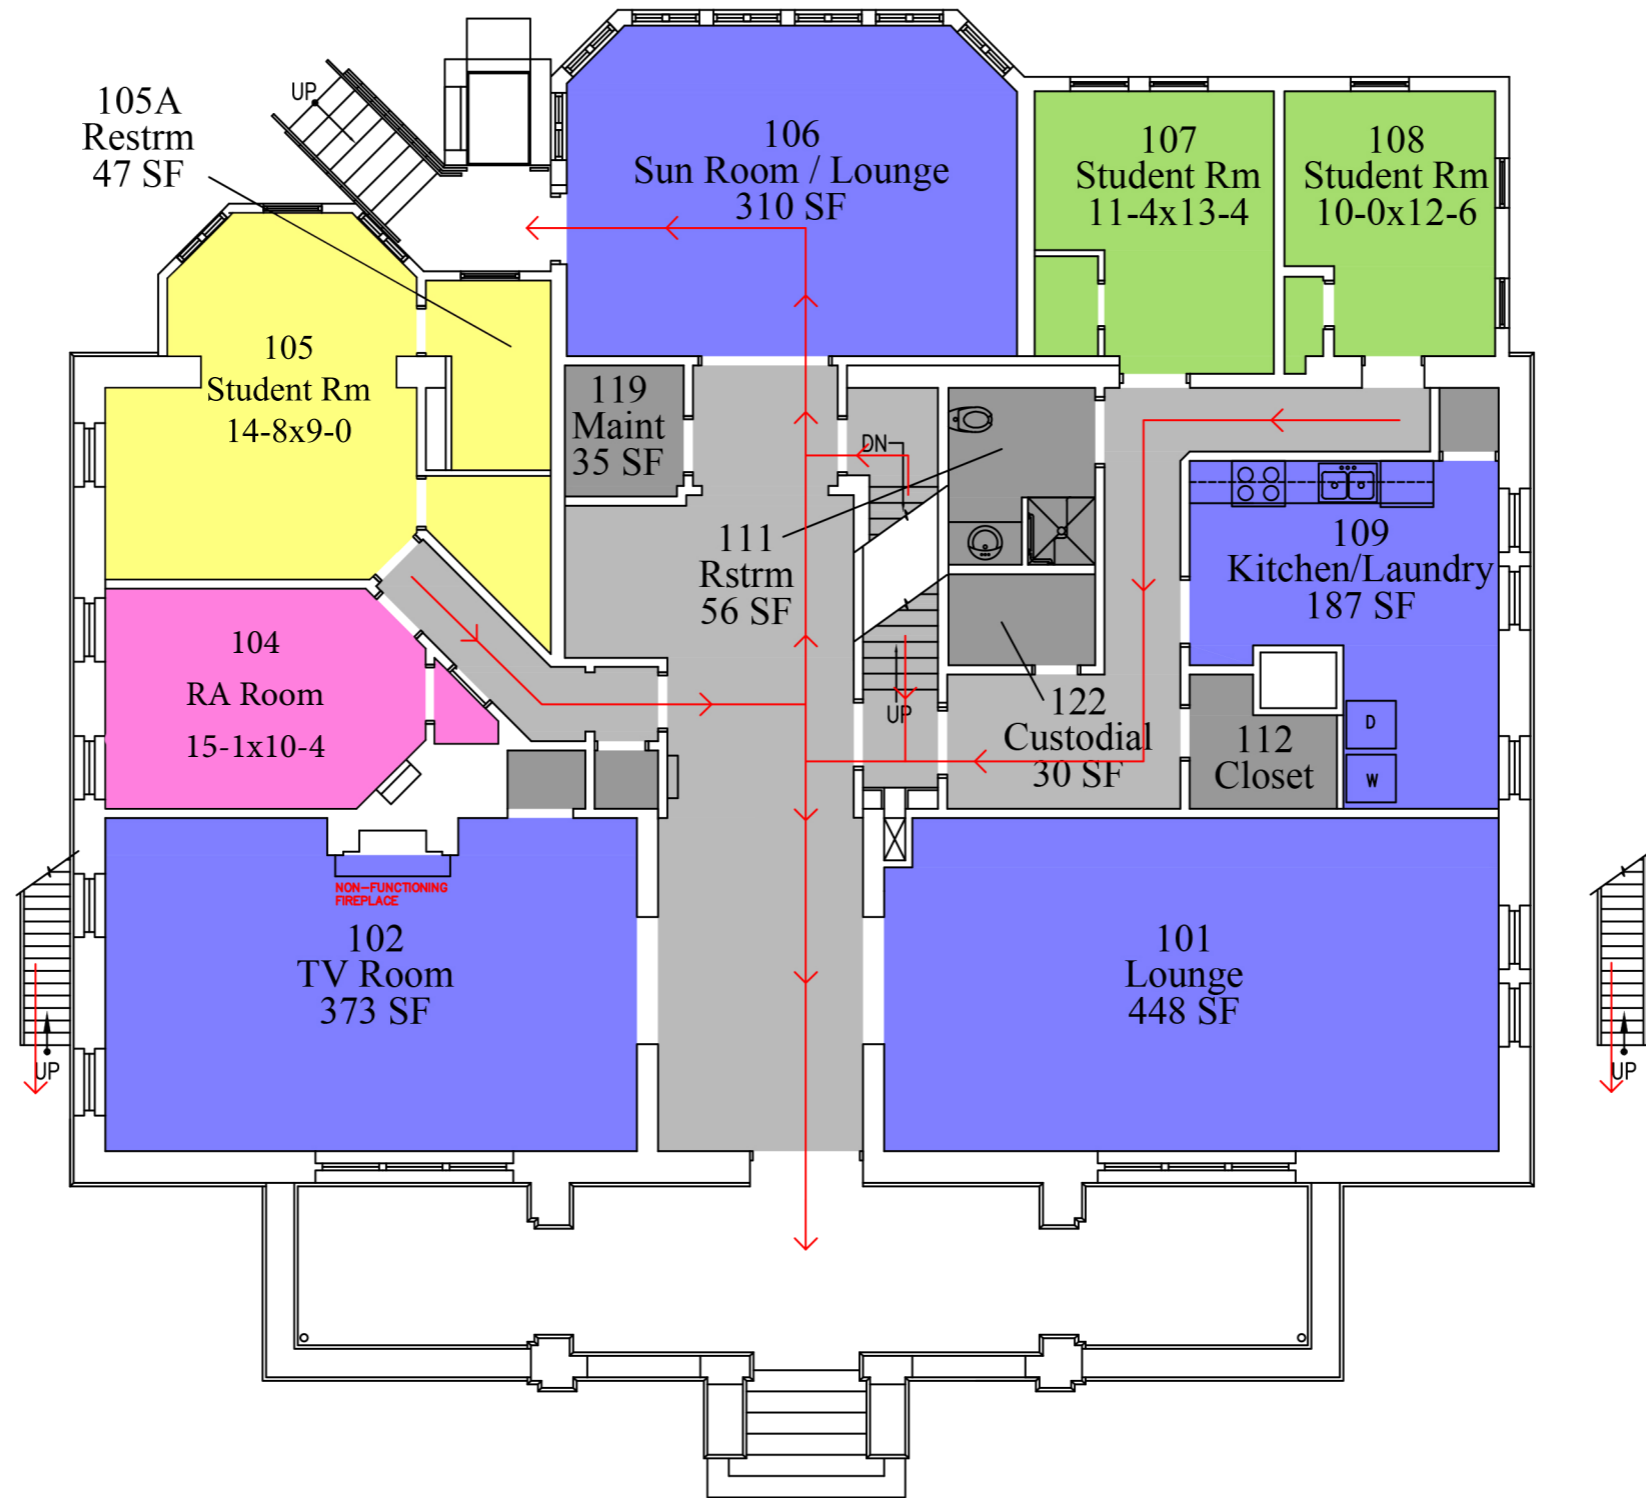 UP
105A
Restrm
47 SF
106
Sun Room / Lounge
310 SF
107
Student Rm
11-4x13-4
108
Student Rm
10-0x12-6
105
Student Rm
14-8x9-0
119
Maint
35 SF
DN
111
Rstrm
56 SF
109
Kitchen/Laundry
187 SF
104
RA Room
15-1x10-4
UP
122
Custodial
30 SF
112
Closet
D
W
NON-FUNCTIONING
FIREPLACE
102
TV Room
373 SF
101
Lounge
448 SF
UP
UP